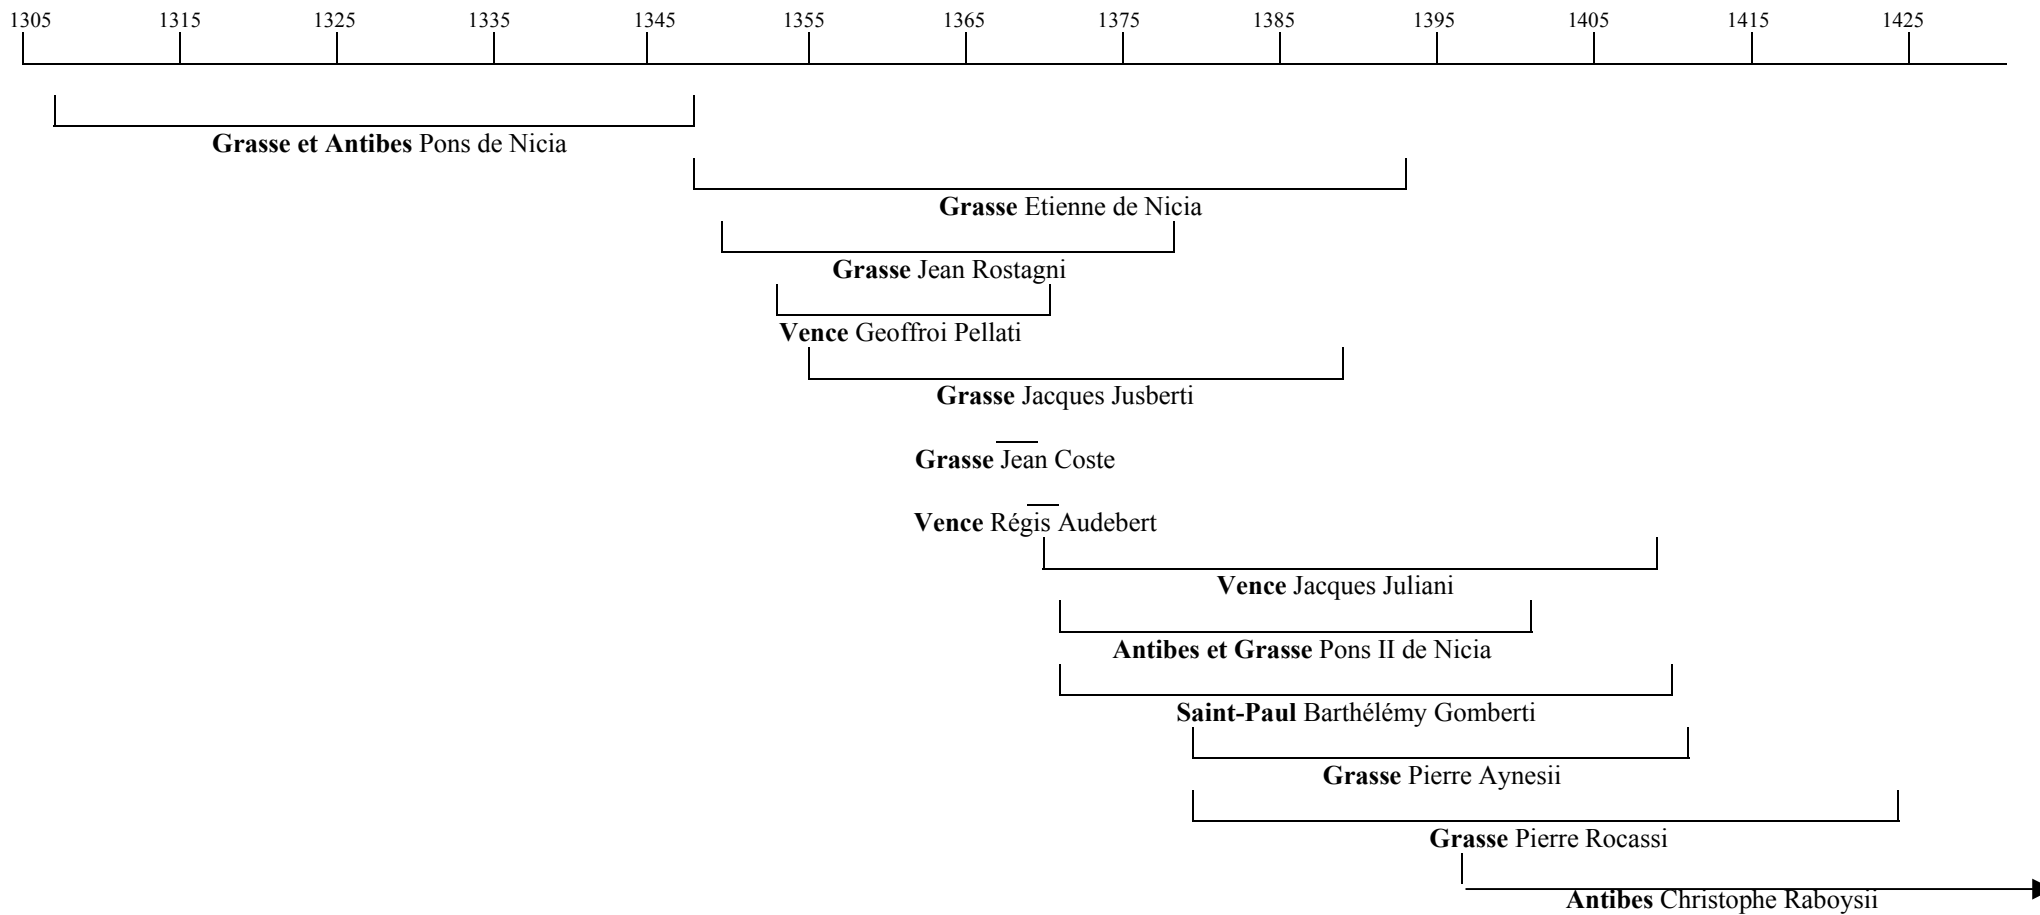 1305 1315 1325 1335 1345 1355 1365 1375 1385 1395 1405 1415 1425
Grasse et Antibes Pons de Nicia
Grasse Etienne de Nicia
Grasse Jean Rostagni
Vence Geoffroi Pellati
Grasse Jacques Jusberti
Grasse Jean Coste
Vence Régis Audebert
Vence Jacques Juliani
Antibes et Grasse Pons II de Nicia
Saint-Paul Barthélémy Gomberti
Grasse Pierre Aynesii
Grasse Pierre Rocassi
Antibes Christophe Raboysii